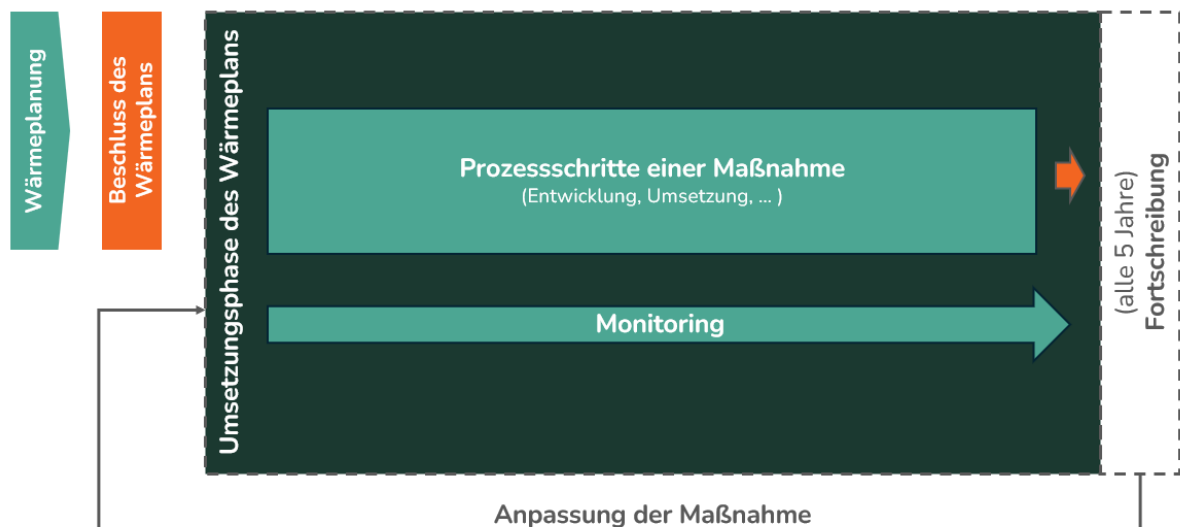 Wärmeplanung
Beschluss des
Wärmeplans
Umsetzungsphase des Wärmeplans
Prozessschritte einer Maßnahme
(Entwicklung, Umsetzung, ... )
Monitoring
(alle 5 Jahre)
Fortschreibung
Anpassung der Maßnahme